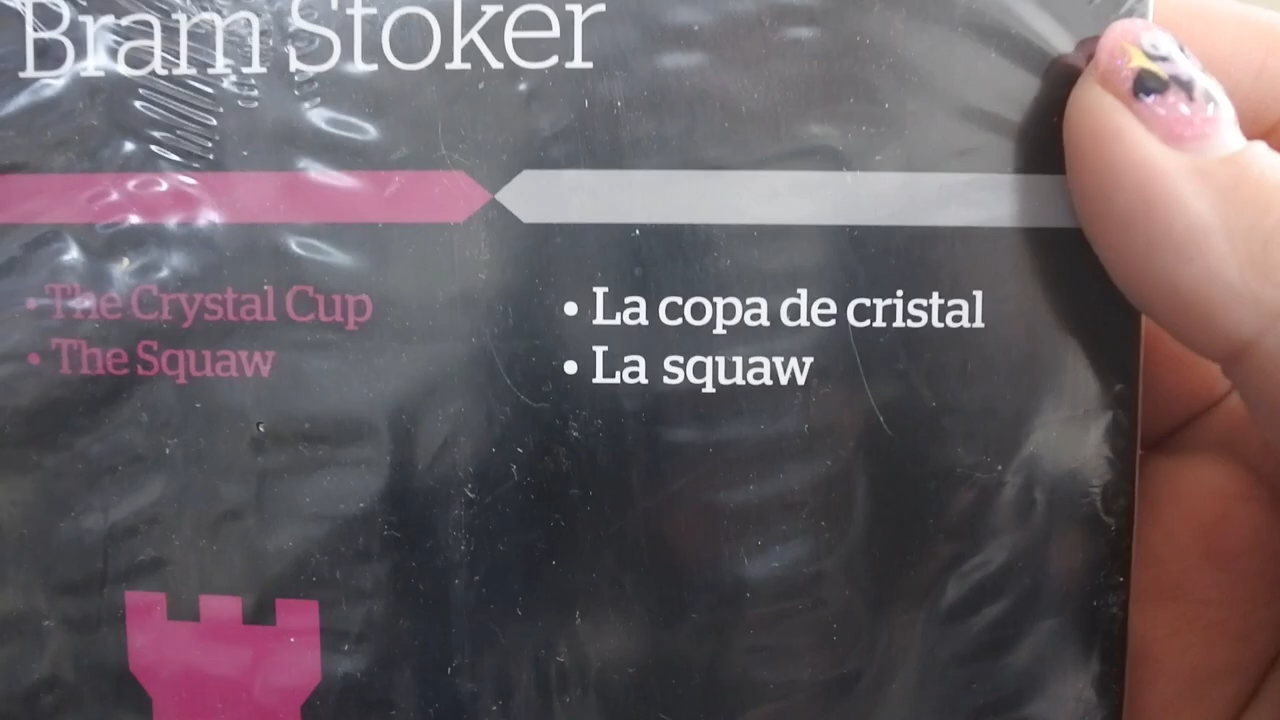 Bram Stoker
• The Crystal Cup
• The Squaw
• La copa de cristal
• La squaw